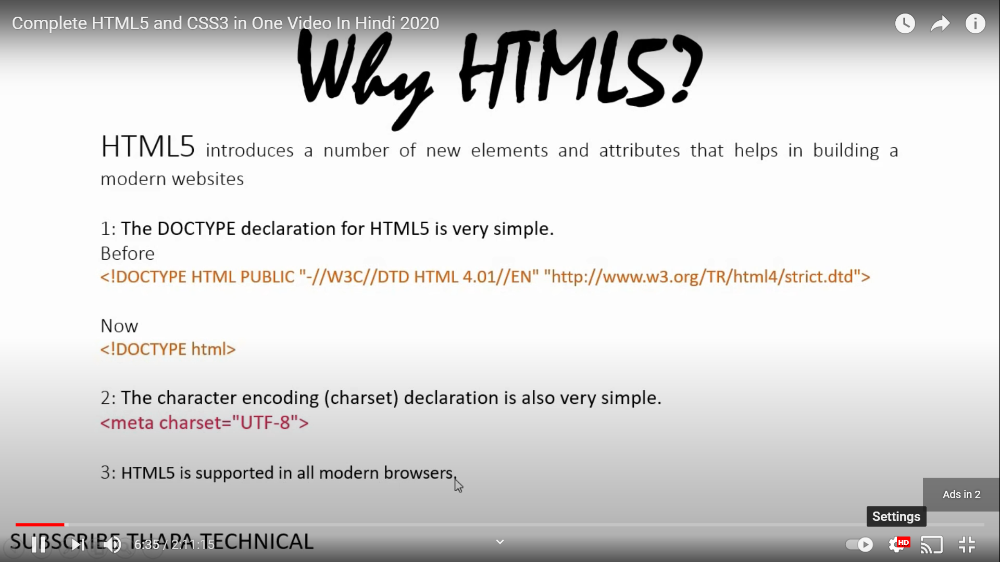 Complete HTML5 and CSS3 in One Video In Hindi 2020
Why HTML5?
HTML5 introduces a number of new elements and attributes that helps in building a
modern websites
1: The DOCTYPE declaration for HTML5 is very simple.
Before
<!DOCTYPE HTML PUBLIC "-//W3C//DTD HTML 4.01//EN" "http://www.w3.org/TR/html4/strict.dtd">
Now
<!DOCTYPE html>
2: The character encoding (charset) declaration is also very simple.
<meta charset="UTF-8">
3: HTML5 is supported in all modern browsers.
Ads in 2
Settings
SUBSCRIBE THAPA TECHNICAL
6:35 / 2:11:15
HD